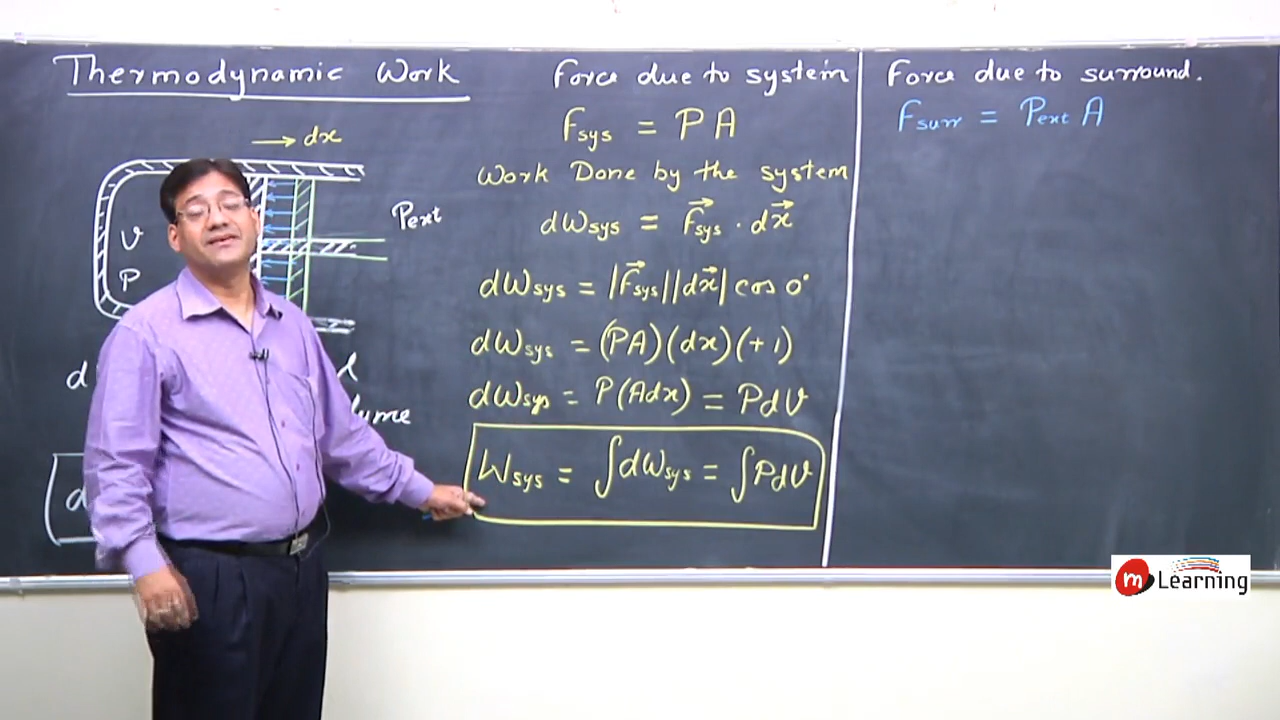 Thermodynamic Work
→ dx
V
P
Pext
d
ume
d
Force due to system
Fsys = PA
Work Done by the system
dWsys = F⃗sys · dx⃗
dWsys = |F⃗sys||dx⃗| cos 0°
dWsys = (PA)(dx)(+1)
dWsys = P(Adx) = PdV
Wsys = ∫dWsys = ∫PdV
Force due to surround.
Fsurr = Pext A
m Learning